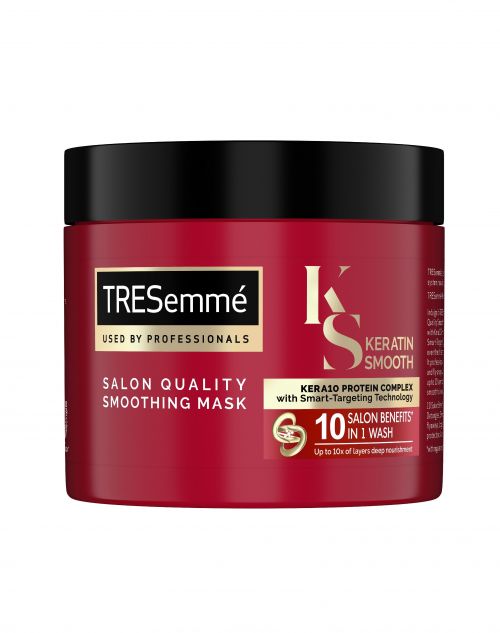 TRESemmé
USED BY PROFESSIONALS
SALON QUALITY
SMOOTHING MASK
KS
KERATIN
SMOOTH
KERA10 PROTEIN COMPLEX
with Smart-Targeting Technology
10 SALON BENEFITS*
IN 1 WASH
Up to 10x of layers deep nourishment